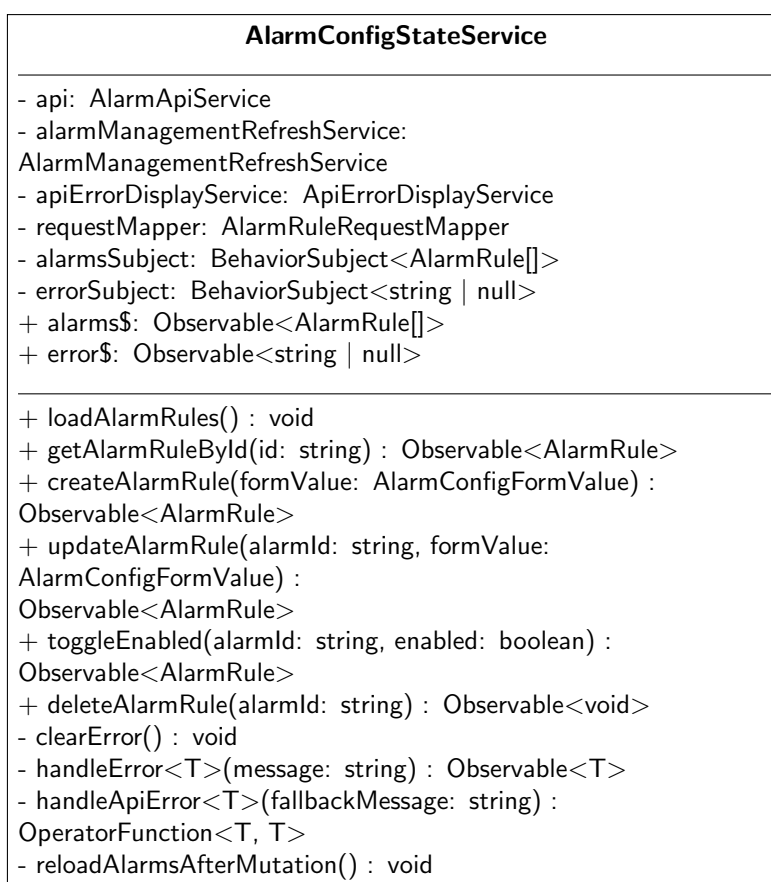 AlarmConfigStateService
- api: AlarmApiService
- alarmManagementRefreshService:
AlarmManagementRefreshService
- apiErrorDisplayService: ApiErrorDisplayService
- requestMapper: AlarmRuleRequestMapper
- alarmsSubject: BehaviorSubject<AlarmRule[]>
- errorSubject: BehaviorSubject<string | null>
+ alarms$: Observable<AlarmRule[]>
+ error$: Observable<string | null>
+ loadAlarmRules() : void
+ getAlarmRuleById(id: string) : Observable<AlarmRule>
+ createAlarmRule(formValue: AlarmConfigFormValue) :
Observable<AlarmRule>
+ updateAlarmRule(alarmId: string, formValue:
AlarmConfigFormValue) :
Observable<AlarmRule>
+ toggleEnabled(alarmId: string, enabled: boolean) :
Observable<AlarmRule>
+ deleteAlarmRule(alarmId: string) : Observable<void>
- clearError() : void
- handleError<T>(message: string) : Observable<T>
- handleApiError<T>(fallbackMessage: string) :
OperatorFunction<T, T>
- reloadAlarmsAfterMutation() : void